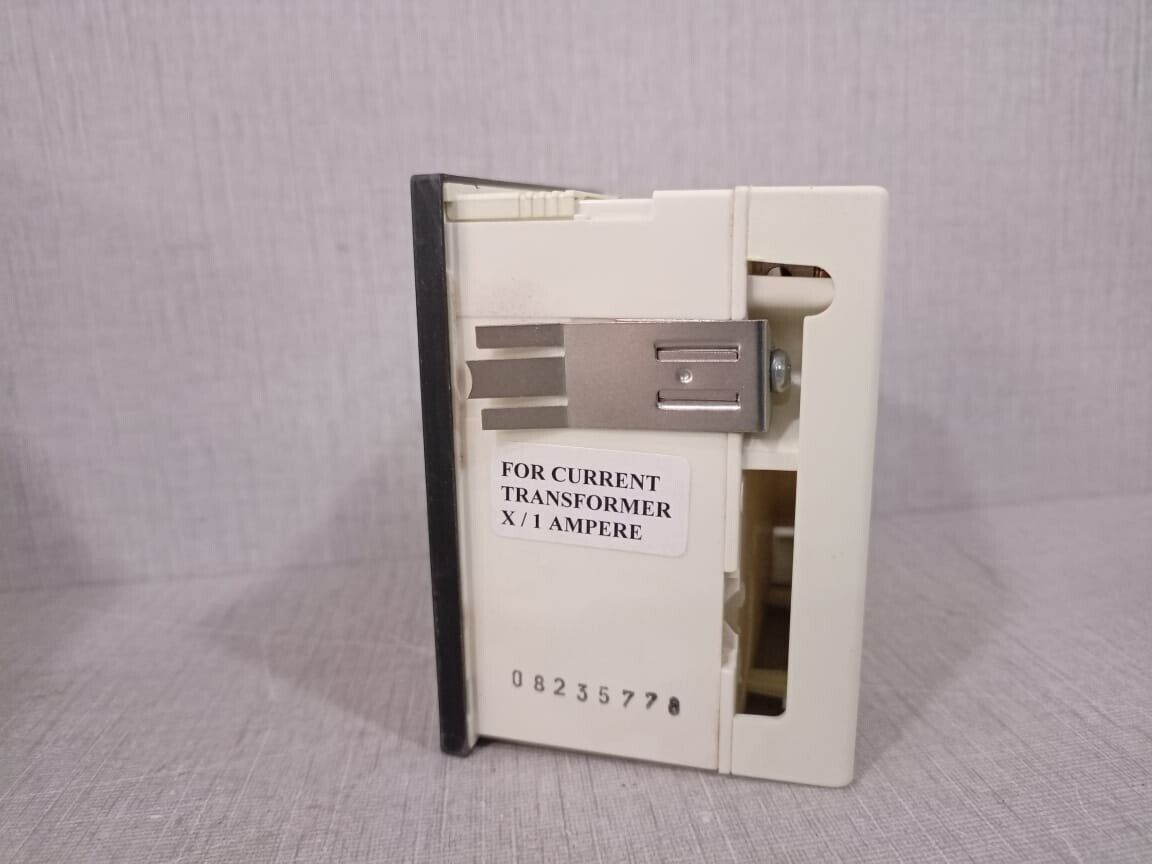 FOR CURRENT
TRANSFORMER
X / 1 AMPERE
08235778